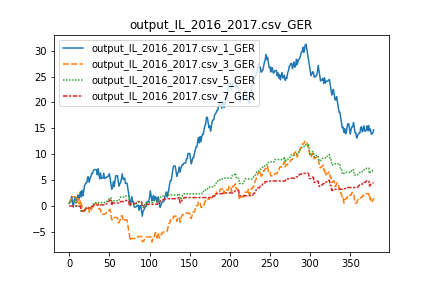 output_IL_2016_2017.csv_GER
output_IL_2016_2017.csv_1_GER
output_IL_2016_2017.csv_3_GER
output_IL_2016_2017.csv_5_GER
output_IL_2016_2017.csv_7_GER
30
25
20
15
10
5
0
−5
0 50 100 150 200 250 300 350